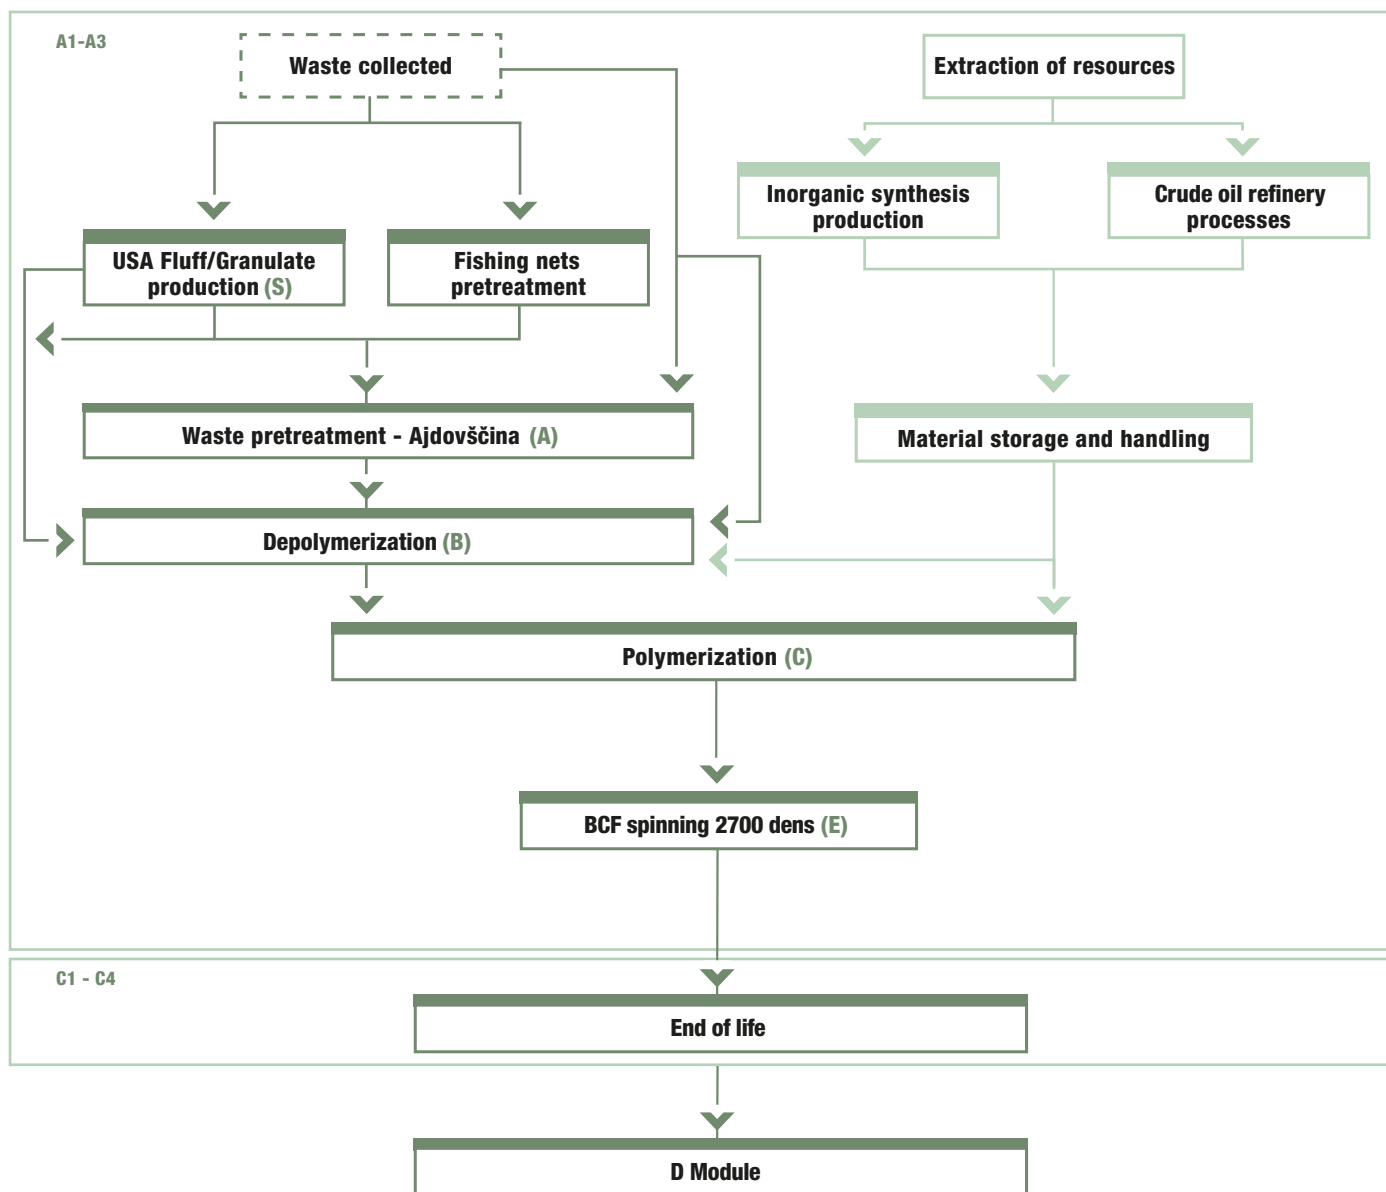 A1-A3
Waste collected
Extraction of resources
Inorganic synthesis
production
Crude oil refinery
processes
USA Fluff/Granulate
production (S)
Fishing nets
pretreatment
Waste pretreatment - Ajdovščina (A)
Material storage and handling
Depolymerization (B)
Polymerization (C)
BCF spinning 2700 dens (E)
C1 - C4
End of life
D Module